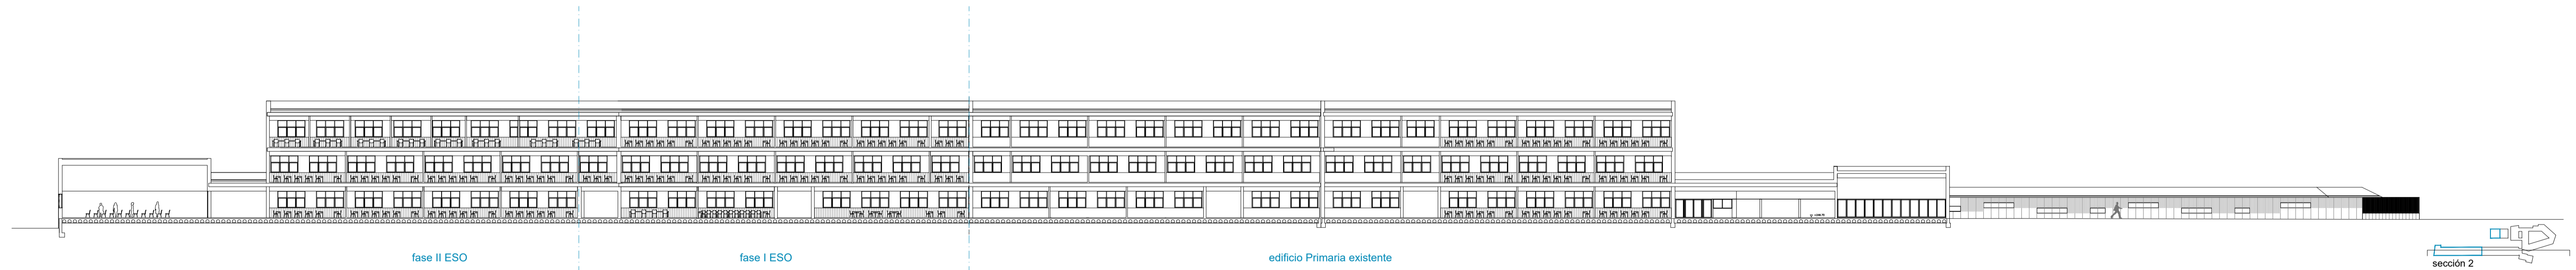 fase II ESO
fase I ESO
edificio Primaria existente
sección 2